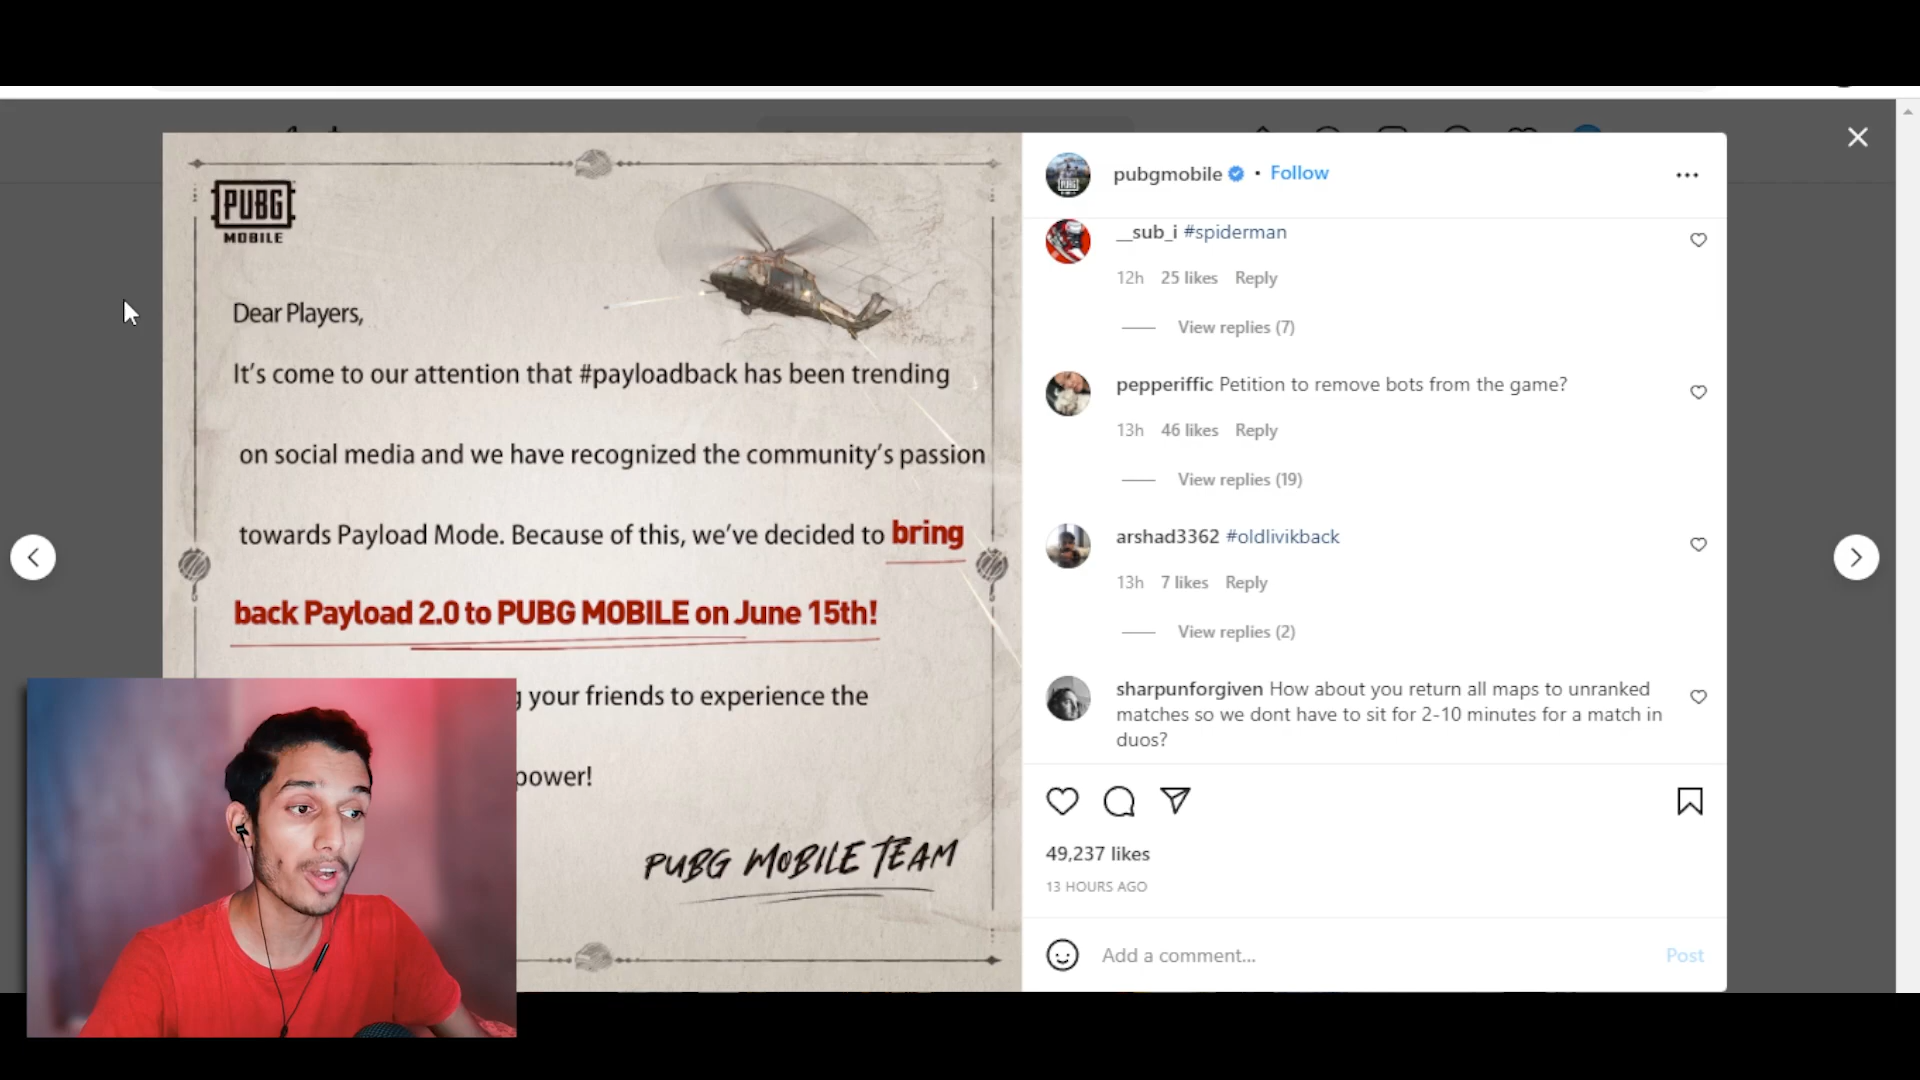 PUBG
MOBILE
Dear Players,
It's come to our attention that #payloadback has been trending
on social media and we have recognized the community's passion
towards Payload Mode. Because of this, we've decided to bring
back Payload 2.0 to PUBG MOBILE on June 15th!
your friends to experience the
power!
PUBG MOBILE TEAM
pubgmobile • Follow
__sub_i #spiderman
12h 25 likes Reply
View replies (7)
pepperiffic Petition to remove bots from the game?
13h 46 likes Reply
View replies (19)
arshad3362 #oldlivikback
13h 7 likes Reply
View replies (2)
sharpunforgiven How about you return all maps to unranked
matches so we dont have to sit for 2-10 minutes for a match in
duos?
49,237 likes
13 HOURS AGO
Add a comment...
Post